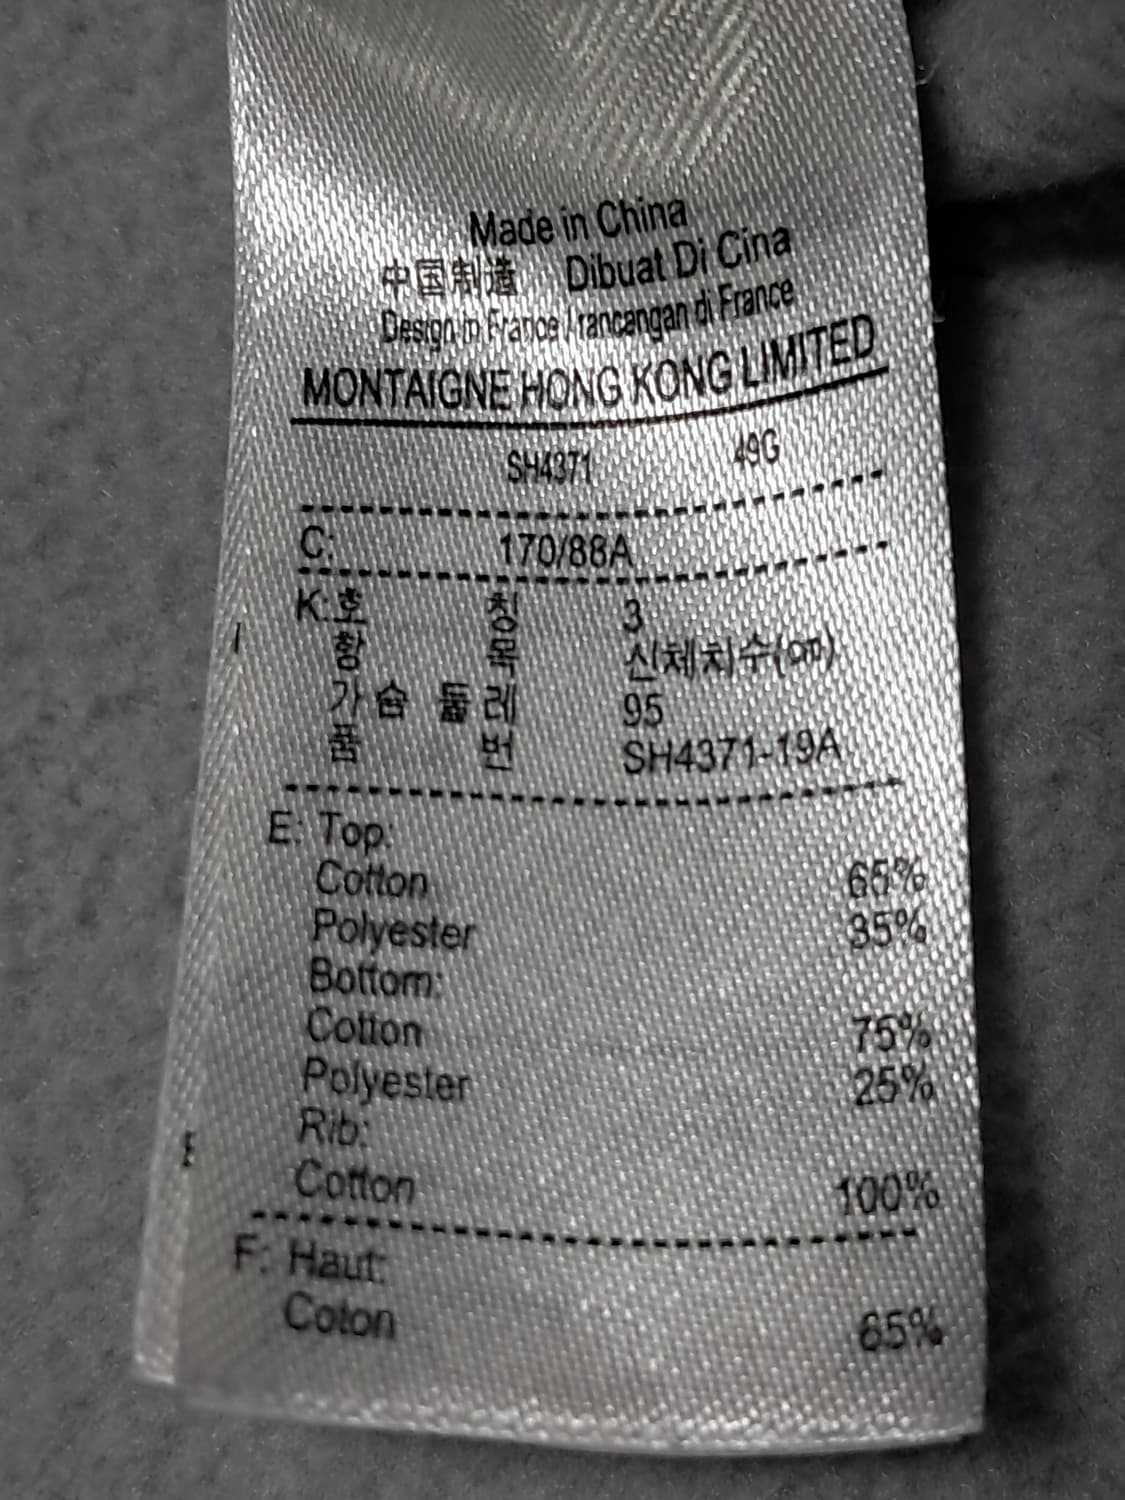 Made in China
中国制造 Dibuat Di Cina
Design in France / rancangan di France
MONTAIGNE HONG KONG LIMITED
SH4371 49G
C: 170/88A
K: 호 칭 3
항 목 신체치수(cm)
가 슴 둘 레 95
품 번 SH4371-19A
E: Top:
Cotton 65%
Polyester 35%
Bottom:
Cotton 75%
Polyester 25%
Rib:
Cotton 100%
F: Haut:
Coton 65%